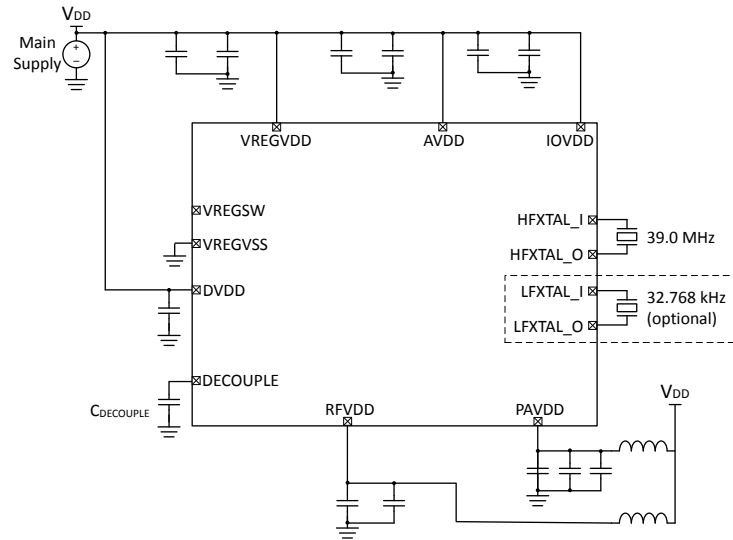 VDD
Main
Supply
+
−
VREGVDD
AVDD
IOVDD
VREGSW
HFXTAL_I
39.0 MHz
VREGVSS
HFXTAL_O
DVDD
LFXTAL_I
32.768 kHz
(optional)
LFXTAL_O
DECOUPLE
CDECOUPLE
RFVDD
PAVDD
VDD